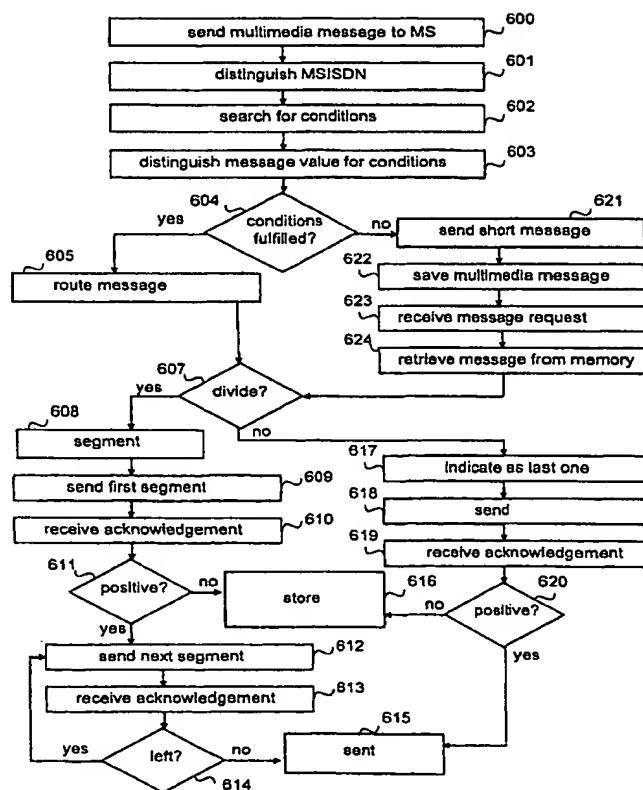 send multimedia message to MS 600
distinguish MSISDN 601
search for conditions 602
distinguish message value for conditions 603
604 conditions fulfilled?
yes
no
605 route message
621 send short message
622 save multimedia message
623 receive message request
624 retrieve message from memory
607 divide?
yes
no
608 segment
send first segment 609
receive acknowledgement 610
611 positive?
no
yes
616 store
617 indicate as last one
618 send
619 receive acknowledgement
620 positive?
no
yes
send next segment 612
receive acknowledgement 613
left? 614
yes
no
615 sent